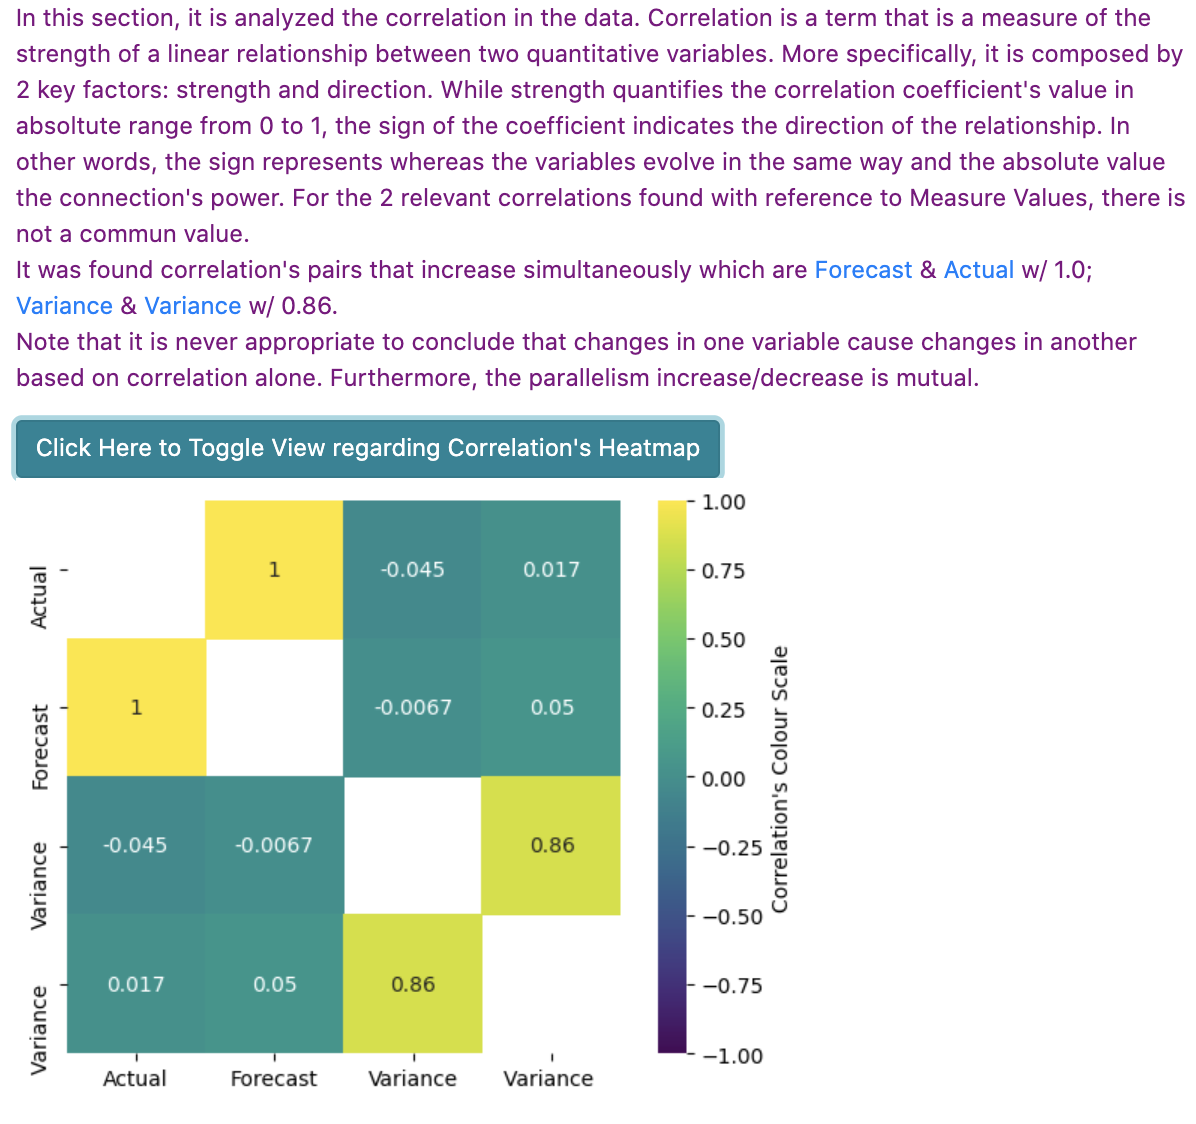 In this section, it is analyzed the correlation in the data. Correlation is a term that is a measure of the
strength of a linear relationship between two quantitative variables. More specifically, it is composed by
2 key factors: strength and direction. While strength quantifies the correlation coefficient's value in
absoltute range from 0 to 1, the sign of the coefficient indicates the direction of the relationship. In
other words, the sign represents whereas the variables evolve in the same way and the absolute value
the connection's power. For the 2 relevant correlations found with reference to Measure Values, there is
not a commun value.
It was found correlation's pairs that increase simultaneously which are Forecast & Actual w/ 1.0;
Variance & Variance w/ 0.86.
Note that it is never appropriate to conclude that changes in one variable cause changes in another
based on correlation alone. Furthermore, the parallelism increase/decrease is mutual.
Click Here to Toggle View regarding Correlation's Heatmap
Actual
1 -0.045 0.017
Forecast
1 -0.0067 0.05
Variance
-0.045 -0.0067 0.86
Variance
0.017 0.05 0.86
Actual Forecast Variance Variance
1.00
0.75
0.50
0.25
0.00
−0.25
−0.50
−0.75
−1.00
Correlation's Colour Scale